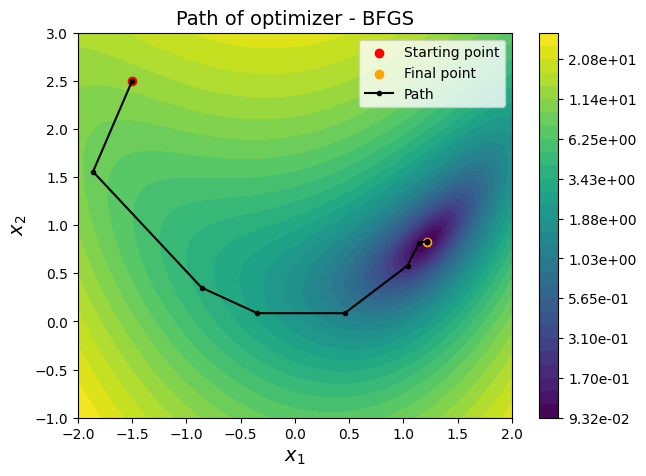 Path of optimizer - BFGS
Starting point
Final point
Path
3.0
2.5
2.0
1.5
1.0
0.5
0.0
−0.5
−1.0
x₂
−2.0 −1.5 −1.0 −0.5 0.0 0.5 1.0 1.5 2.0
x₁
2.08e+01
1.14e+01
6.25e+00
3.43e+00
1.88e+00
1.03e+00
5.65e-01
3.10e-01
1.70e-01
9.32e-02